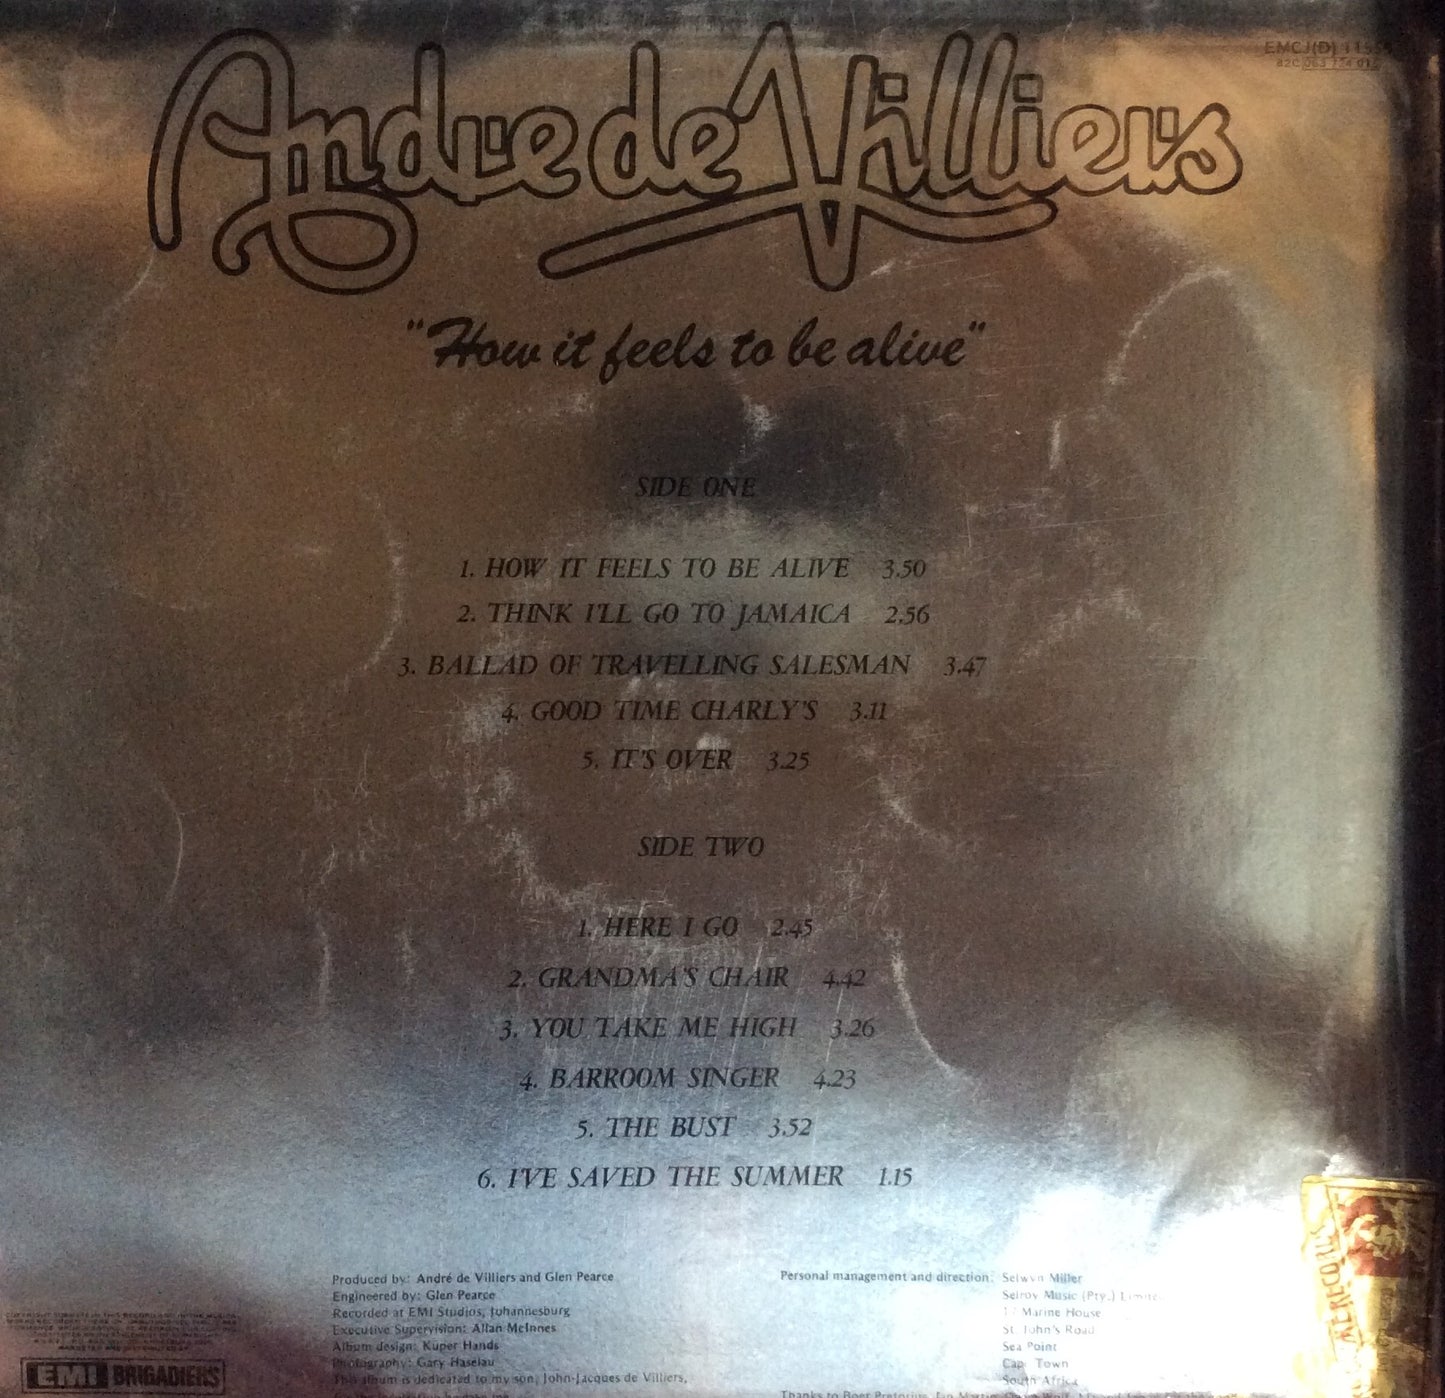 Andre de Villiers
EMCJ(D)
"How it feels to be alive"
SIDE ONE
1. HOW IT FEELS TO BE ALIVE 3.50
2. THINK I'LL GO TO JAMAICA 2.56
3. BALLAD OF TRAVELLING SALESMAN 3.47
4. GOOD TIME CHARLY'S 3.11
5. IT'S OVER 3.25
SIDE TWO
1. HERE I GO 2.45
2. GRANDMA'S CHAIR 4.42
3. YOU TAKE ME HIGH 3.26
4. BARROOM SINGER 4.23
5. THE BUST 3.52
6. I'VE SAVED THE SUMMER 1.15
Produced by: André de Villiers and Glen Pearce
Engineered by: Glen Pearce
Recorded at EMI Studios, Johannesburg
Executive Supervision: Allan McInnes
Album design: Kuper Hands
Photography: Gary Haselau
This album is dedicated to my son, John-Jacques de Villiers,
Personal management and direction: Selwyn Miller
Selroy Music (Pty.) Limited
Marine House
St. John's Road
Sea Point
Cape Town
South Africa
Thanks to Boet Pretorius,
EMI BRIGADIERS